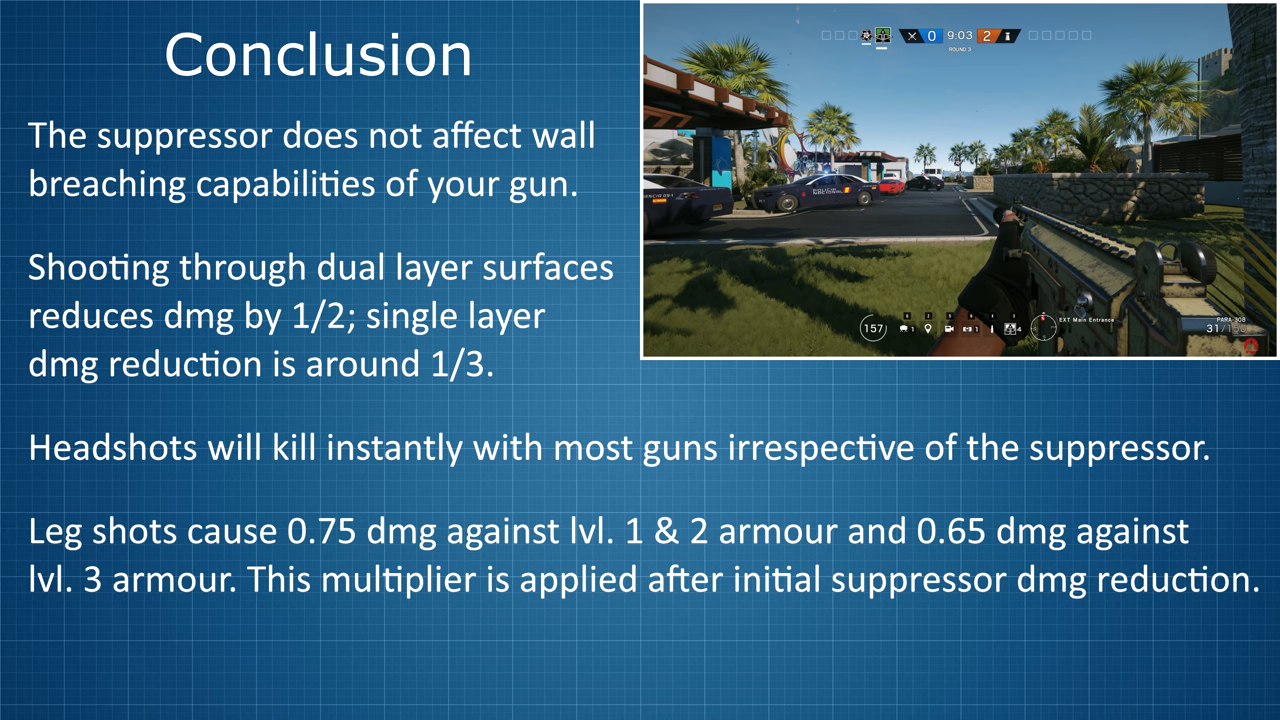 Conclusion
The suppressor does not affect wall
breaching capabilities of your gun.
Shooting through dual layer surfaces
reduces dmg by 1/2; single layer
dmg reduction is around 1/3.
Headshots will kill instantly with most guns irrespective of the suppressor.
Leg shots cause 0.75 dmg against lvl. 1 & 2 armour and 0.65 dmg against
lvl. 3 armour. This multiplier is applied after initial suppressor dmg reduction.
0 9:03 2
ROUND 3
POLICIA
NACIONAL
EXT Main Entrance
PARA-308
157
31/150